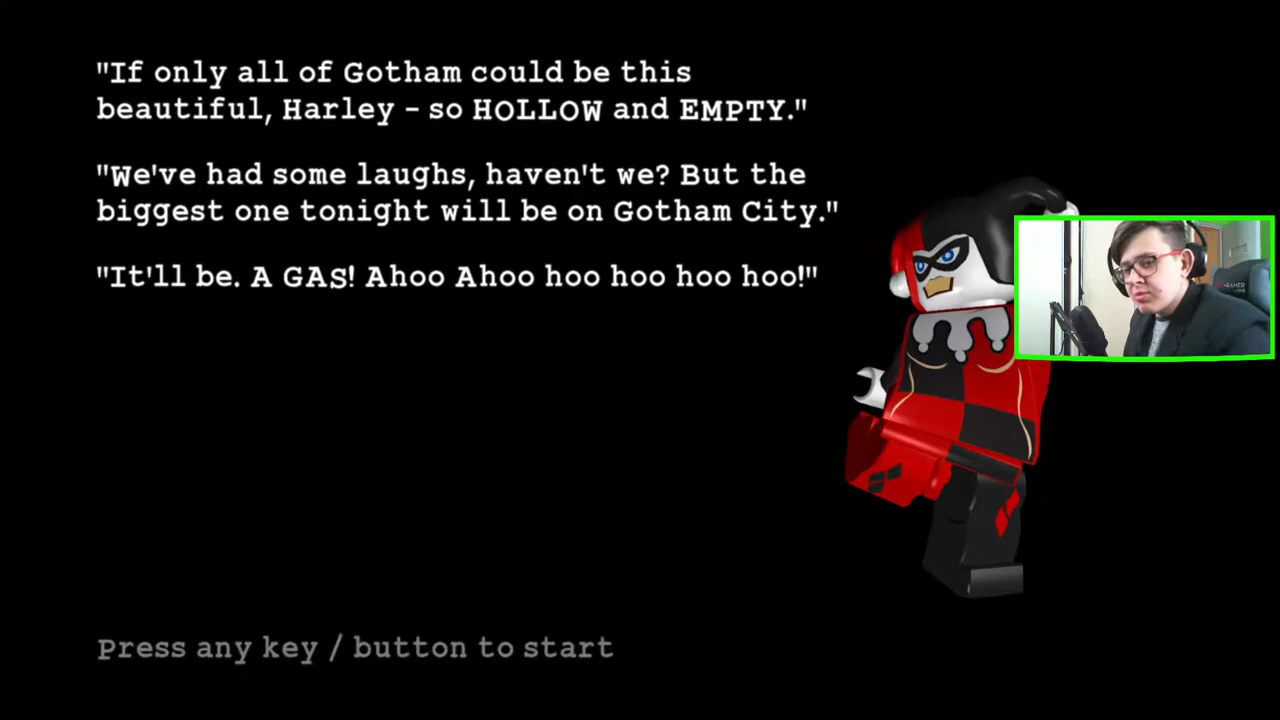 "If only all of Gotham could be this
beautiful, Harley - so HOLLOW and EMPTY."
"We've had some laughs, haven't we? But the
biggest one tonight will be on Gotham City."
"It'll be. A GAS! Ahoo Ahoo hoo hoo hoo hoo!"
Press any key / button to start